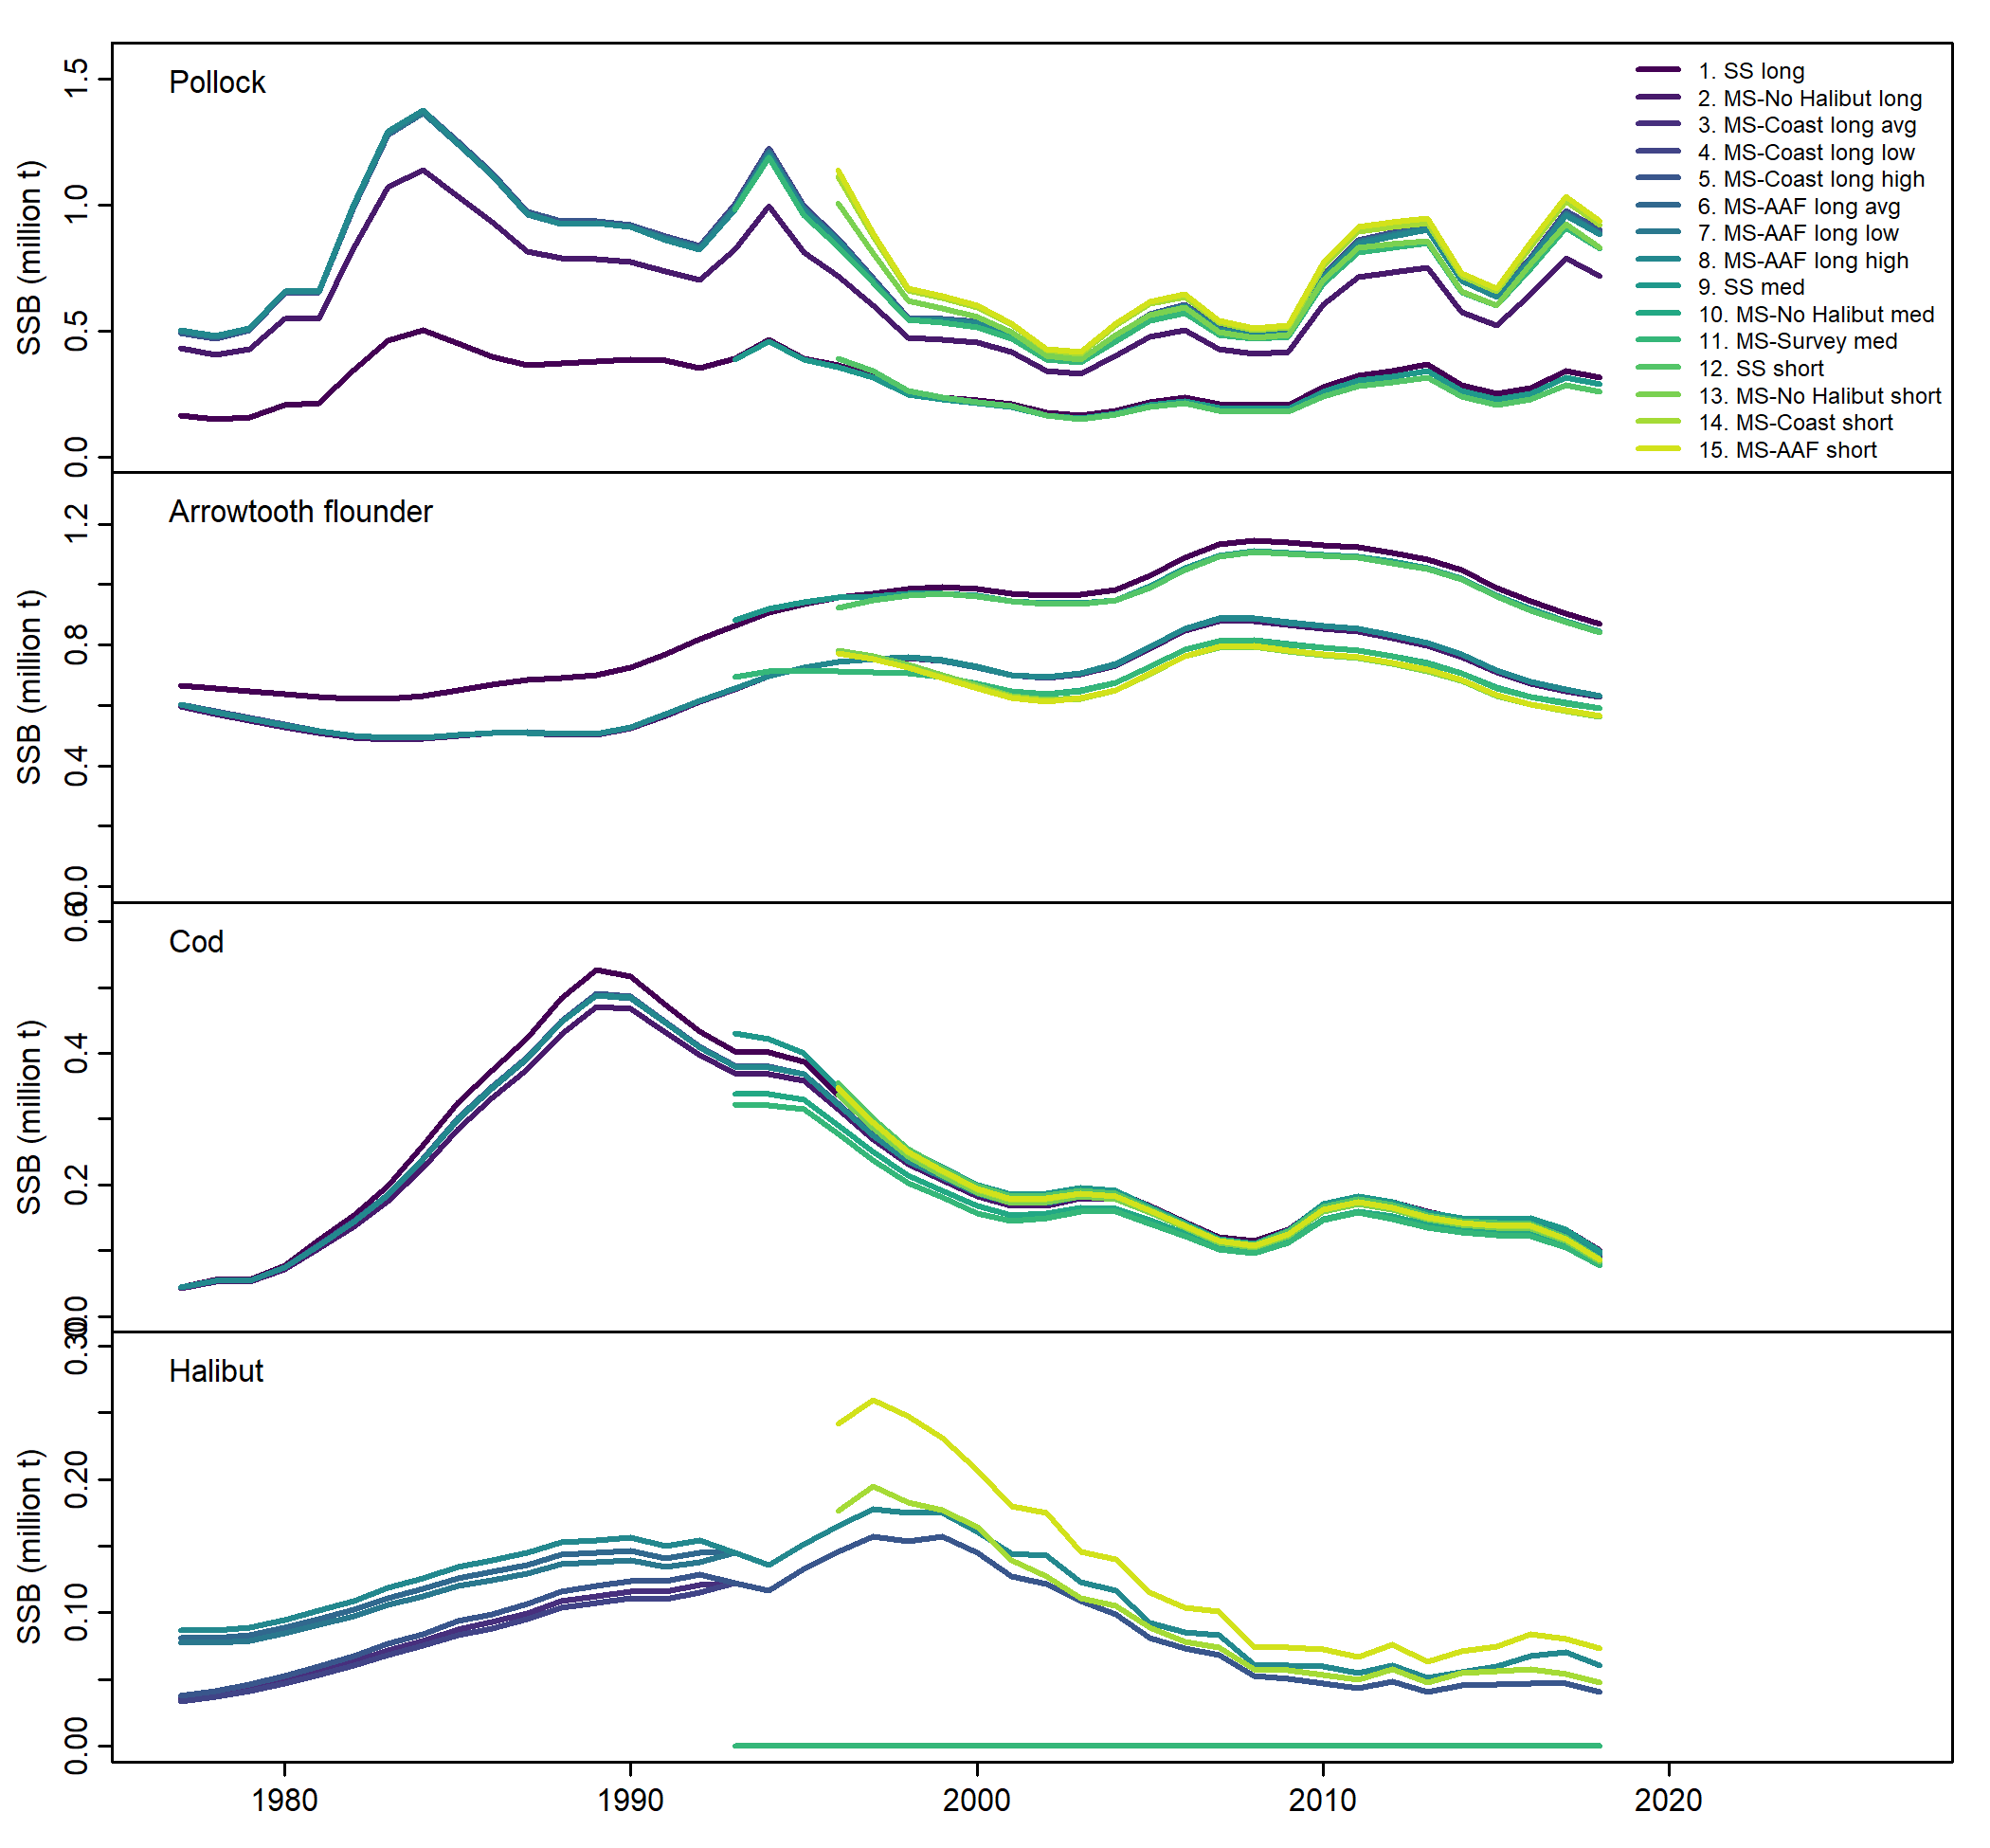 Pollock
SSB (million t)
0.0
0.5
1.0
1.5
1. SS long
2. MS-No Halibut long
3. MS-Coast long avg
4. MS-Coast long low
5. MS-Coast long high
6. MS-AAF long avg
7. MS-AAF long low
8. MS-AAF long high
9. SS med
10. MS-No Halibut med
11. MS-Survey med
12. SS short
13. MS-No Halibut short
14. MS-Coast short
15. MS-AAF short
Arrowtooth flounder
SSB (million t)
0.0
0.4
0.8
1.2
Cod
SSB (million t)
0.0
0.2
0.4
0.6
Halibut
SSB (million t)
0.00
0.10
0.20
0.30
1980
1990
2000
2010
2020